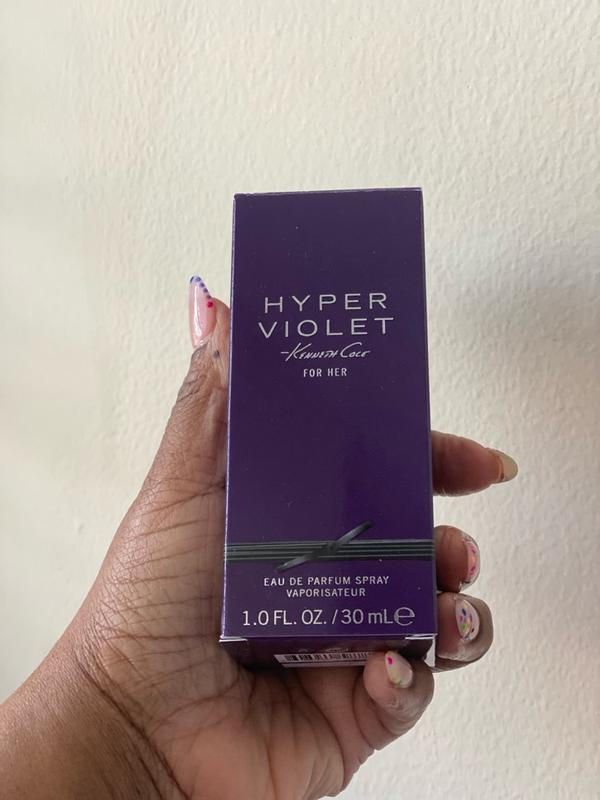 HYPER
VIOLET
-Kenneth Cole
FOR HER
EAU DE PARFUM SPRAY
VAPORISATEUR
1.0 FL. OZ. / 30 mL ℮